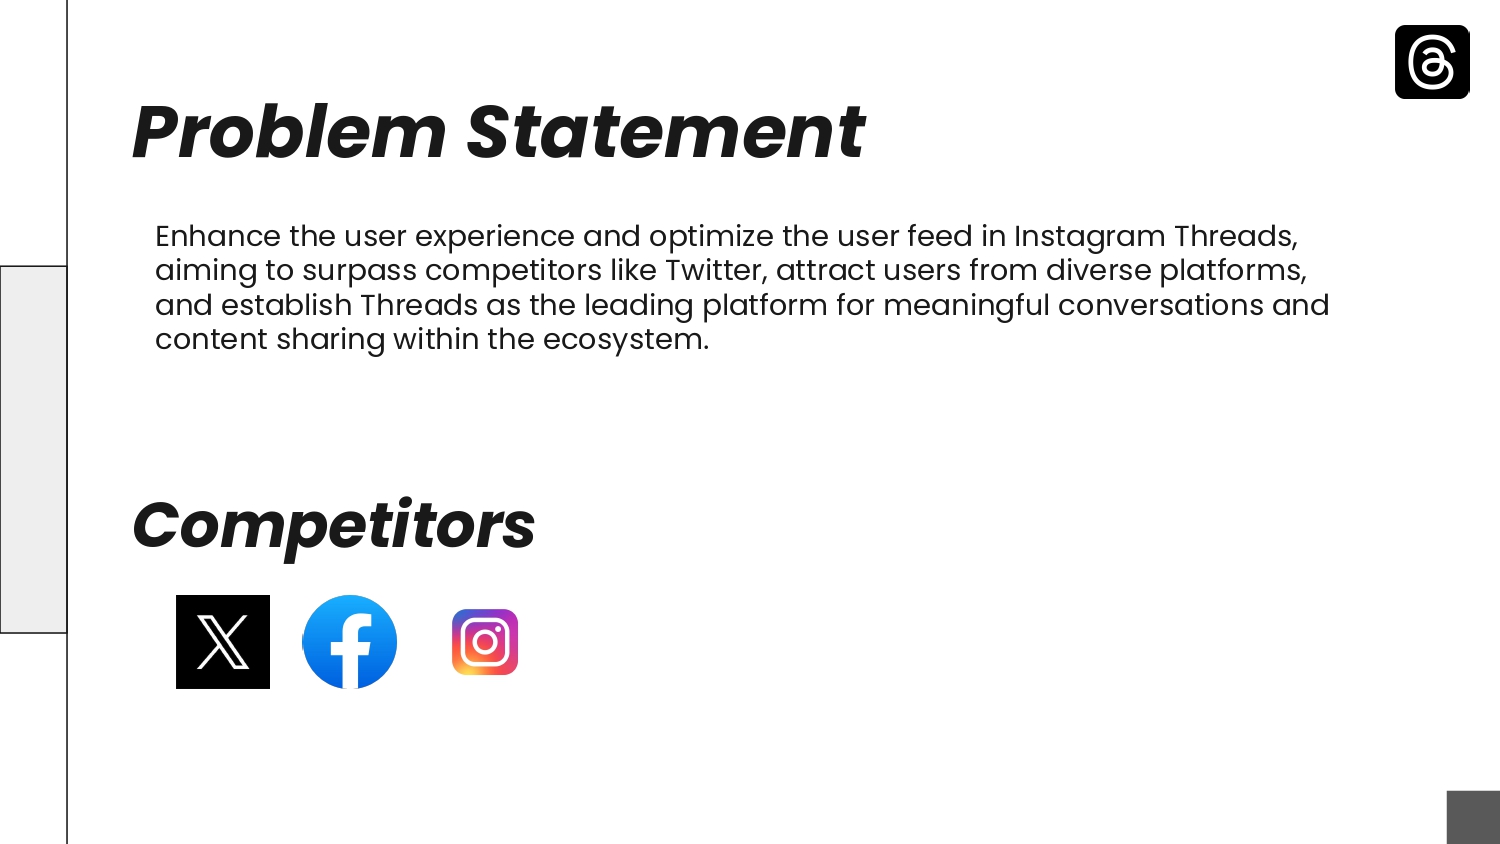 Problem Statement
Enhance the user experience and optimize the user feed in Instagram Threads,
aiming to surpass competitors like Twitter, attract users from diverse platforms,
and establish Threads as the leading platform for meaningful conversations and
content sharing within the ecosystem.
Competitors